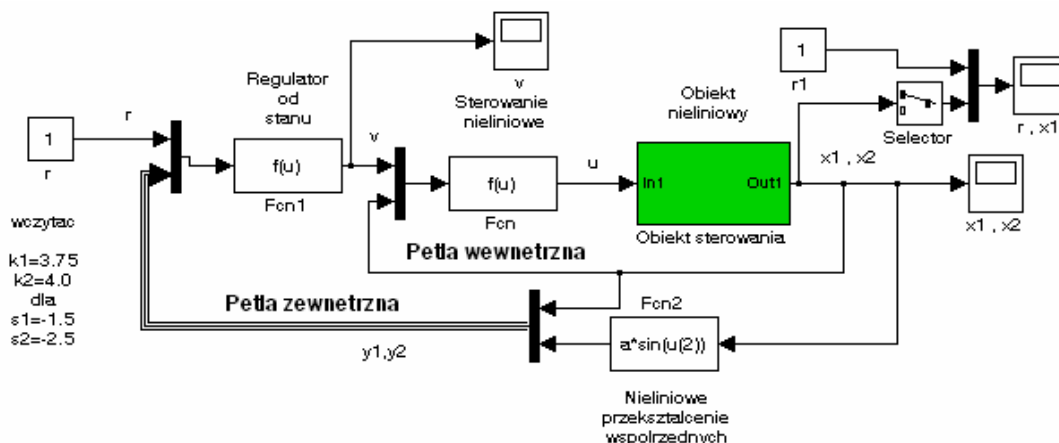 1
r
r
Regulator
od
stanu
f(u)
Fcn1
v
v
Sterowanie
nieliniowe
v
f(u)
Fcn
u
Obiekt
nieliniowy
In1
Out1
Obiekt sterowania
1
r1
Selector
r , x1
x1 , x2
x1 , x2
wczytac
k1=3.75
k2=4.0
dla
s1=-1.5
s2=-2.5
Petla wewnetrzna
Petla zewnetrzna
y1,y2
Fcn2
a*sin(u(2))
Nieliniowe
przeksztalcenie
wspolrzednych